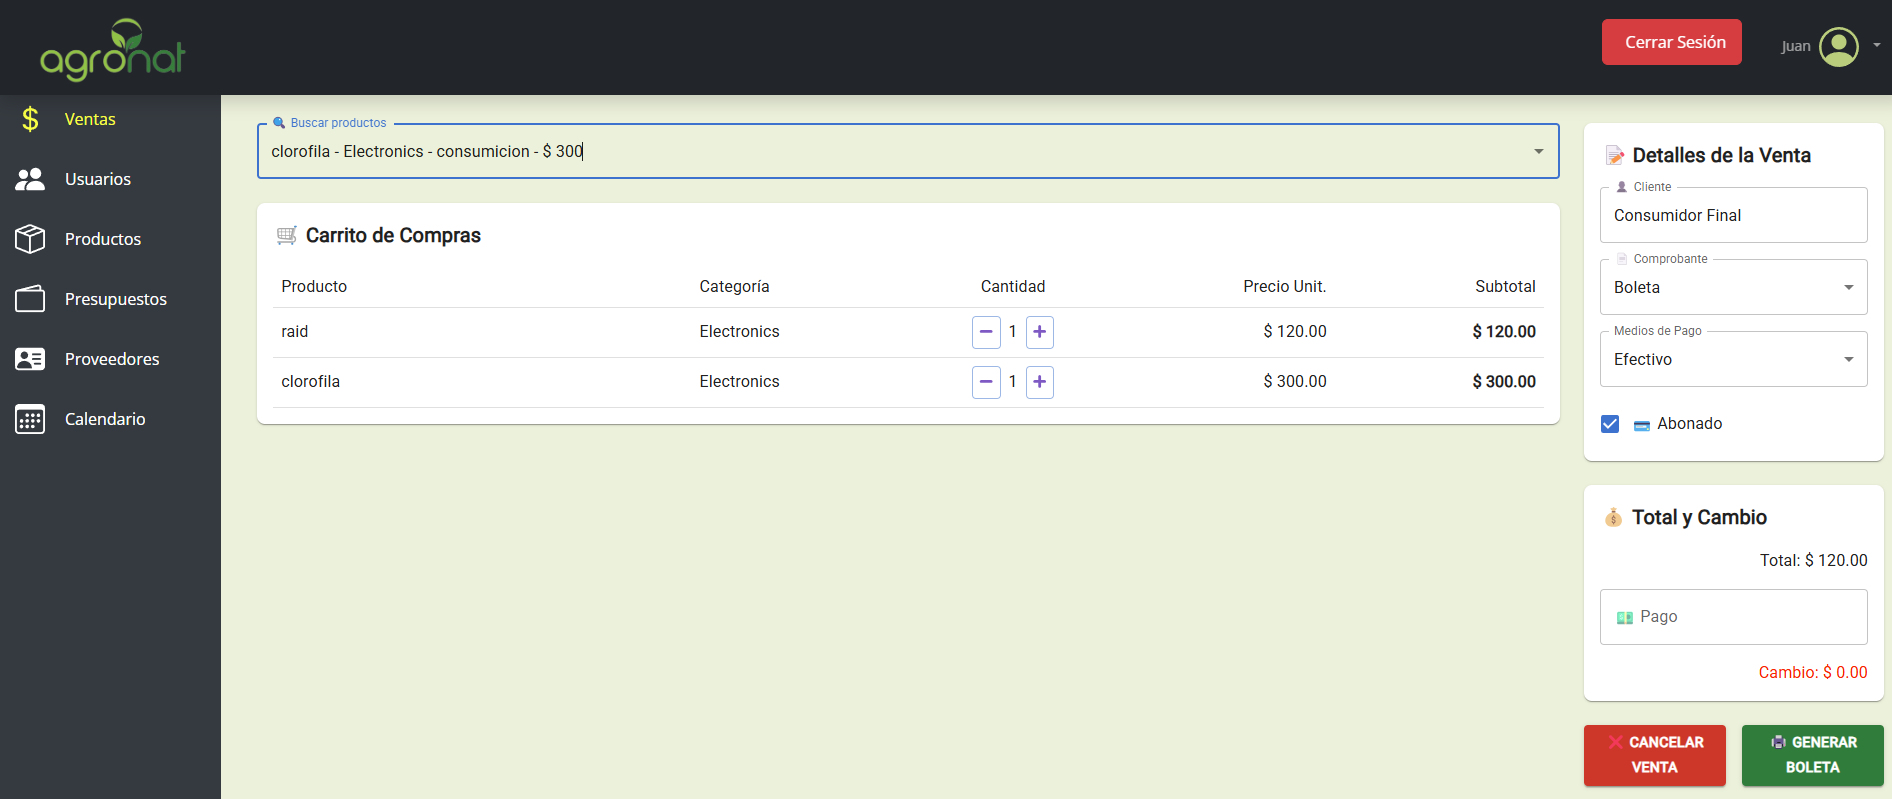 agronat
Cerrar Sesión
Juan
Ventas
Usuarios
Productos
Presupuestos
Proveedores
Calendario
Buscar productos
clorofila - Electronics - consumicion - $ 300
Carrito de Compras
Producto Categoría Cantidad Precio Unit. Subtotal
raid Electronics 1 $ 120.00 $ 120.00
clorofila Electronics 1 $ 300.00 $ 300.00
Detalles de la Venta
Cliente
Consumidor Final
Comprobante
Boleta
Medios de Pago
Efectivo
Abonado
Total y Cambio
Total: $ 120.00
Pago
Cambio: $ 0.00
CANCELAR
VENTA
GENERAR
BOLETA